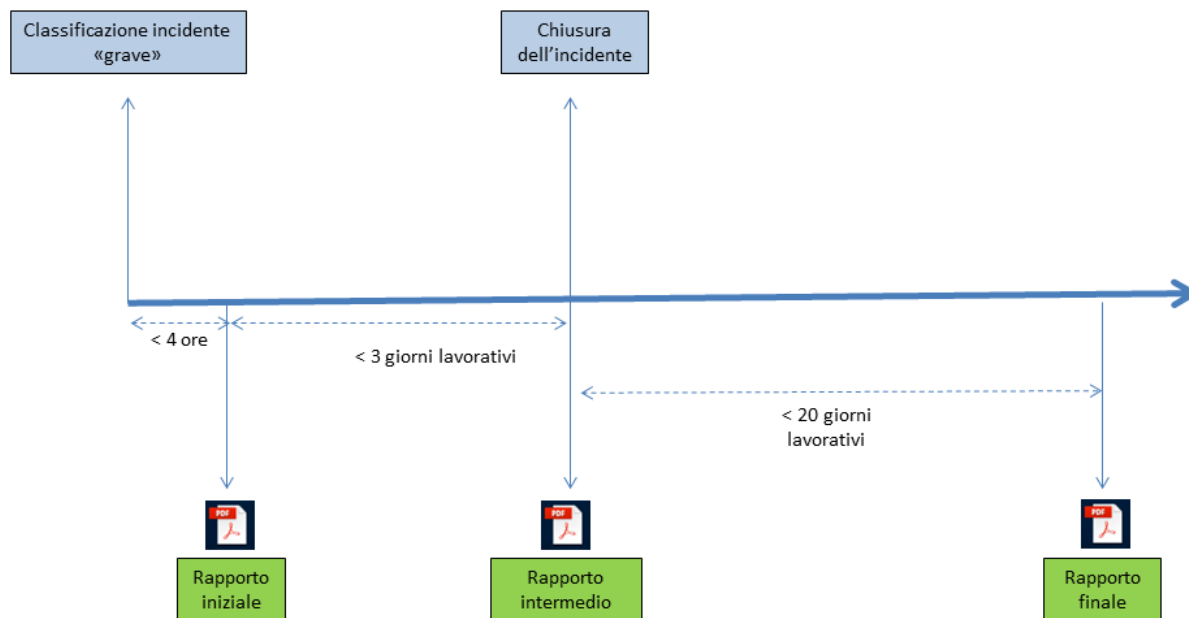 Classificazione incidente
«grave»
Chiusura
dell’incidente
< 4 ore
< 3 giorni lavorativi
< 20 giorni
lavorativi
PDF
PDF
PDF
Rapporto
iniziale
Rapporto
intermedio
Rapporto
finale